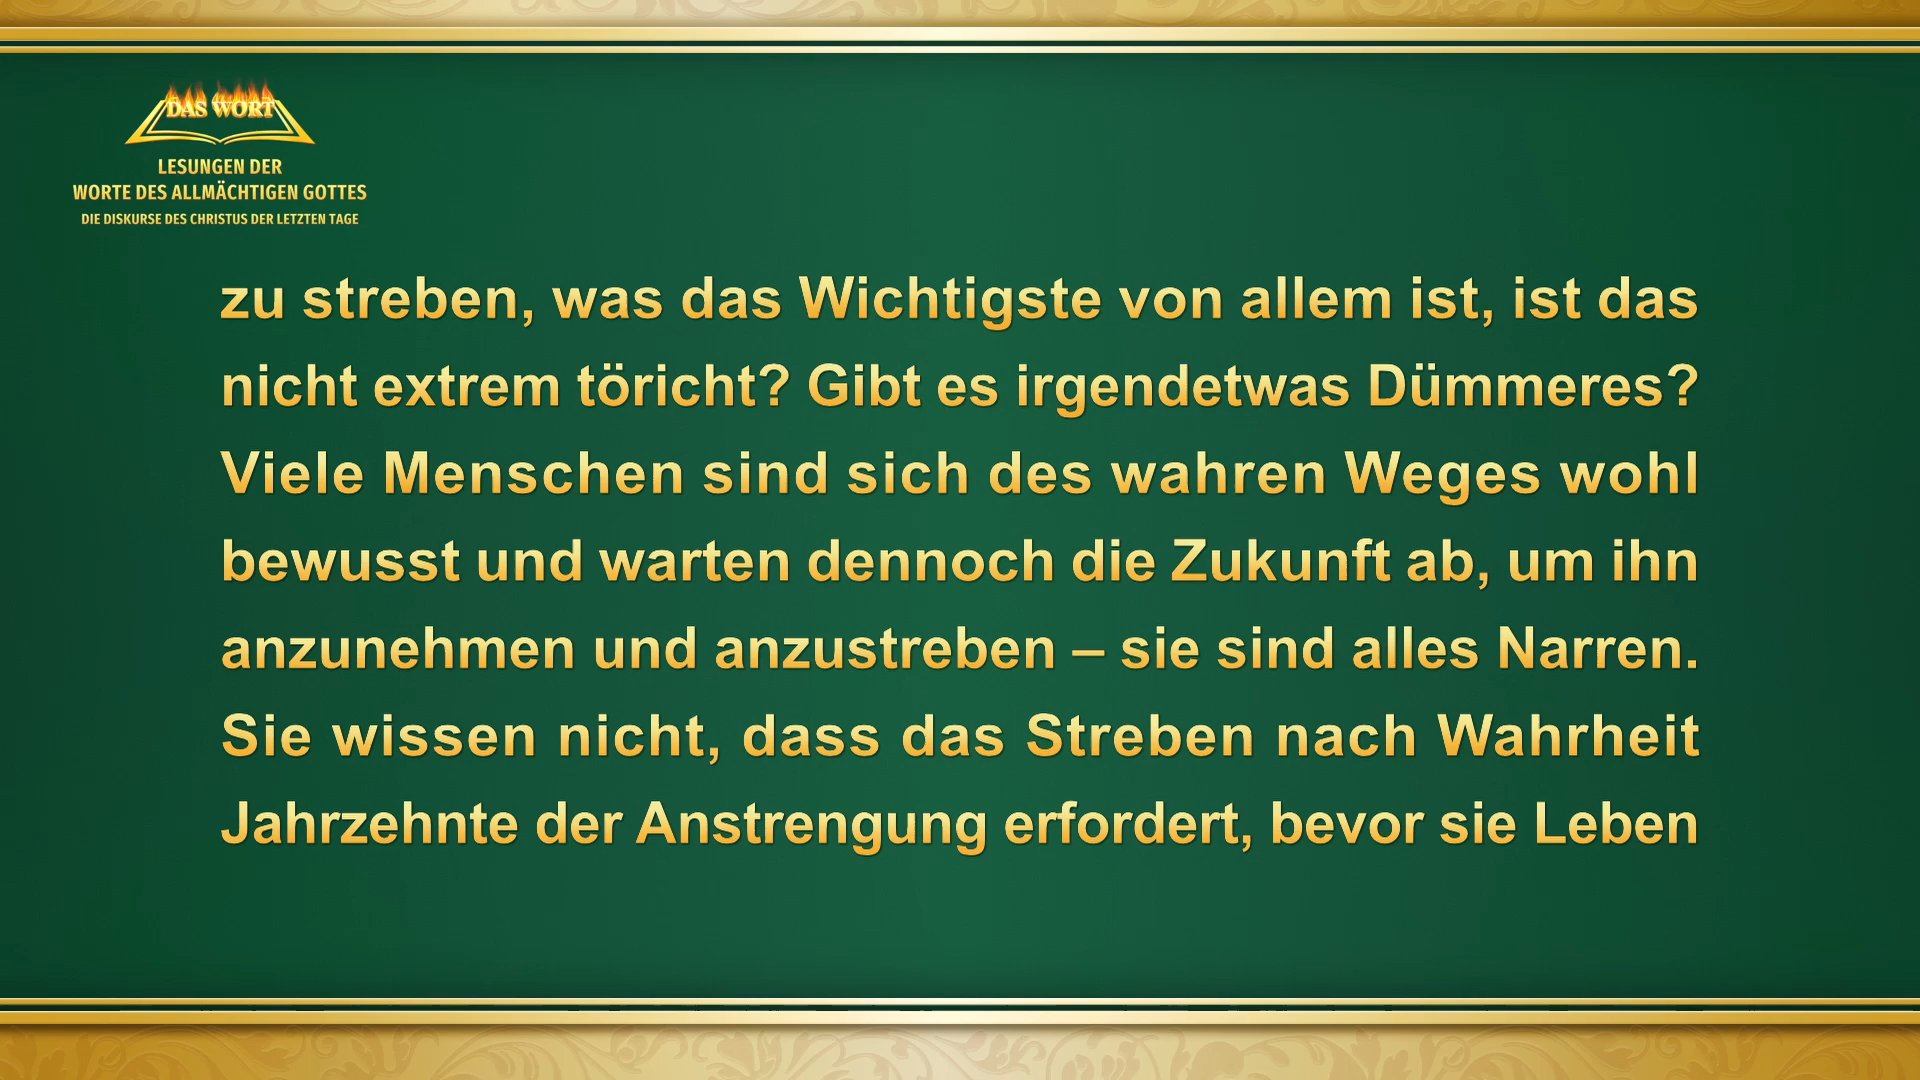 DAS WORT
LESUNGEN DER
WORTE DES ALLMÄCHTIGEN GOTTES
DIE DISKURSE DES CHRISTUS DER LETZTEN TAGE
zu streben, was das Wichtigste von allem ist, ist das
nicht extrem töricht? Gibt es irgendetwas Dümmeres?
Viele Menschen sind sich des wahren Weges wohl
bewusst und warten dennoch die Zukunft ab, um ihn
anzunehmen und anzustreben – sie sind alles Narren.
Sie wissen nicht, dass das Streben nach Wahrheit
Jahrzehnte der Anstrengung erfordert, bevor sie Leben